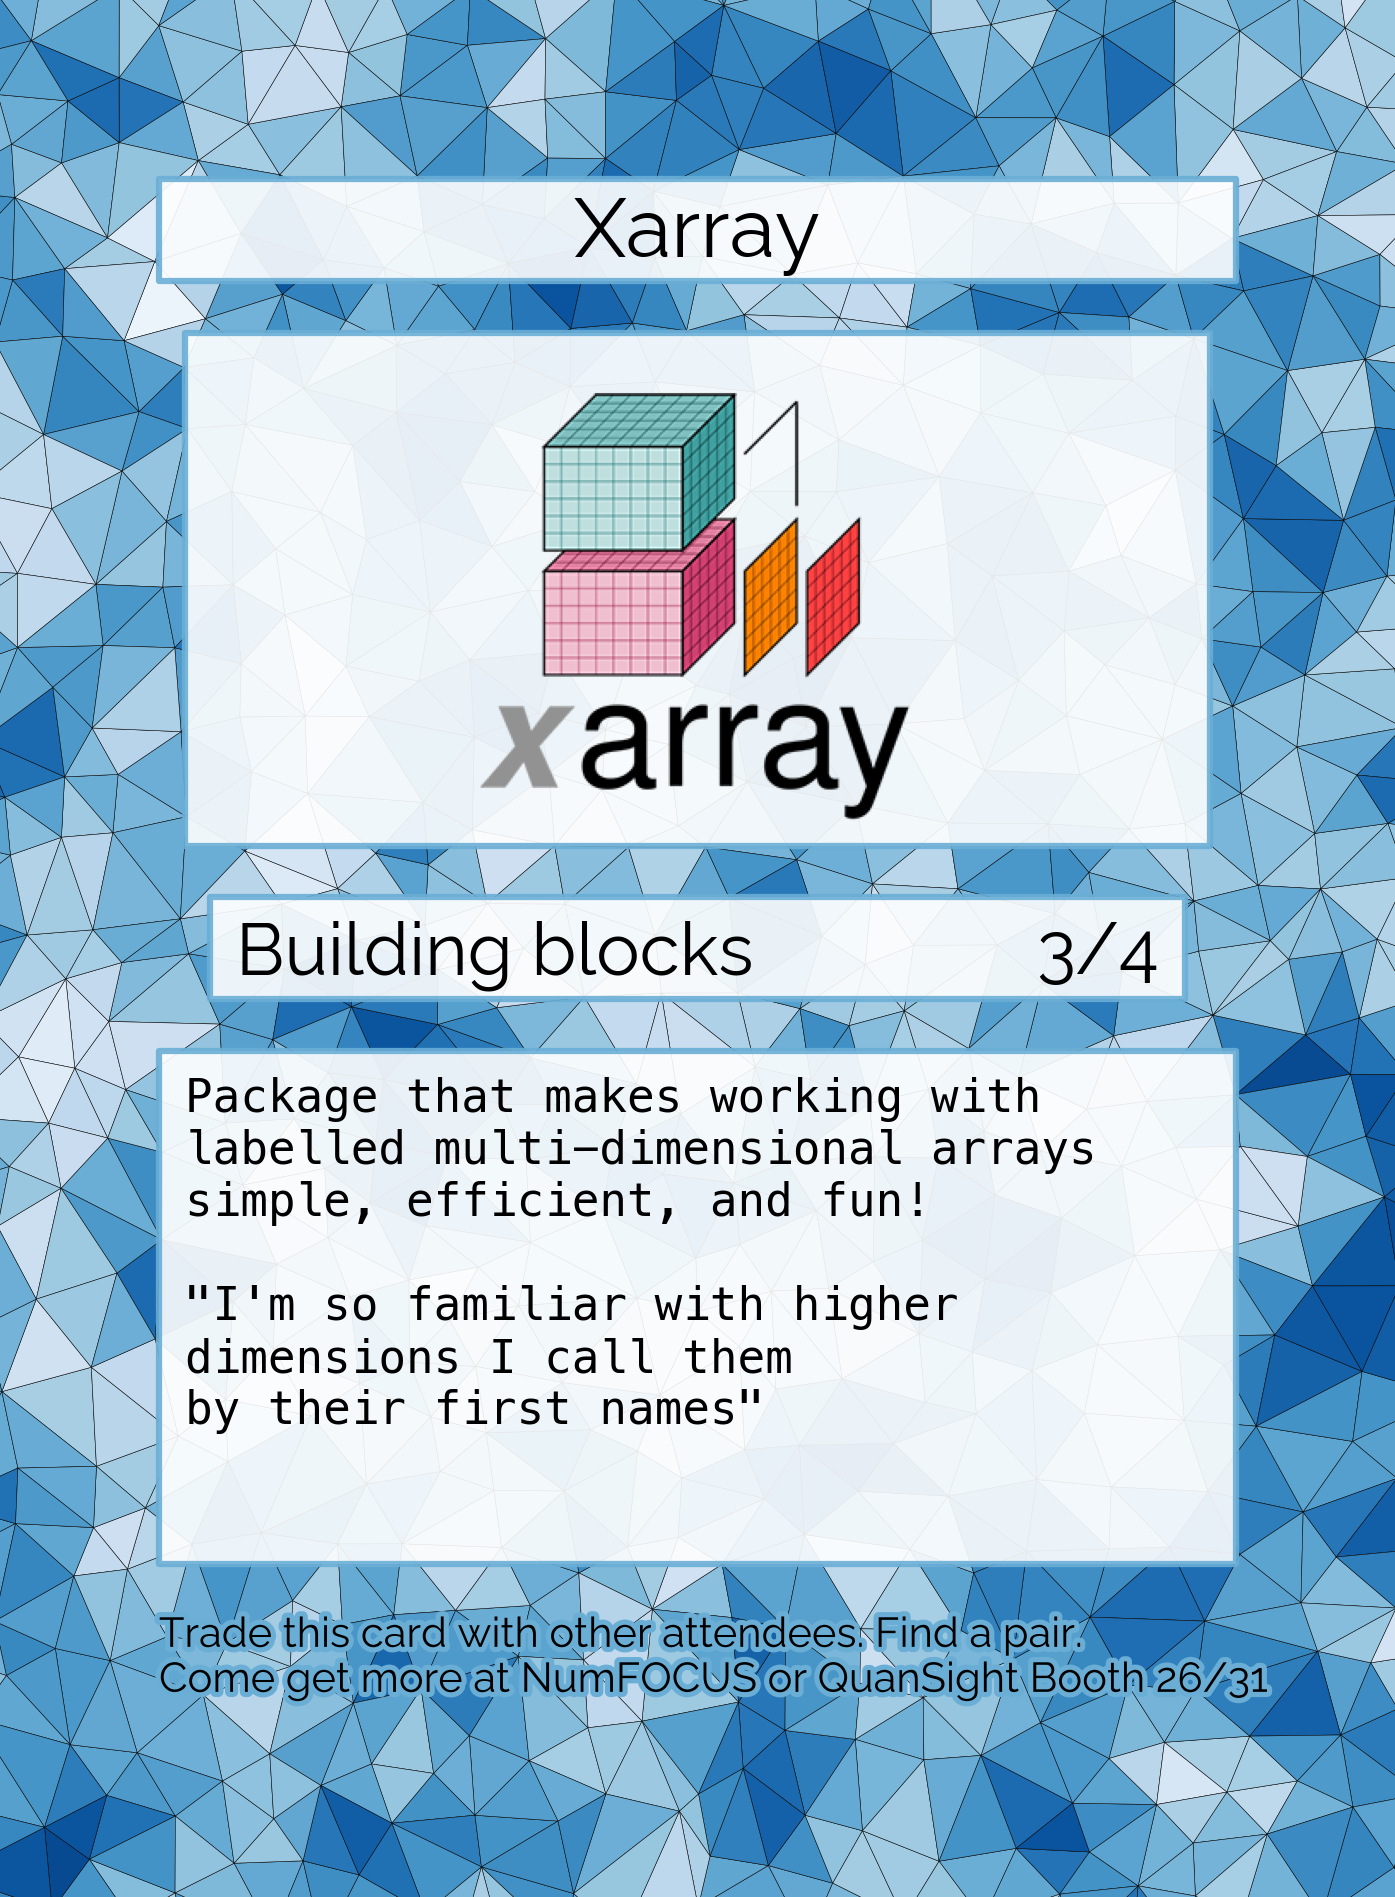 Xarray
xarray
Building blocks 3/4
Package that makes working with
labelled multi-dimensional arrays
simple, efficient, and fun!
"I'm so familiar with higher
dimensions I call them
by their first names"
Trade this card with other attendees. Find a pair.
Come get more at NumFOCUS or QuanSight Booth 26/31